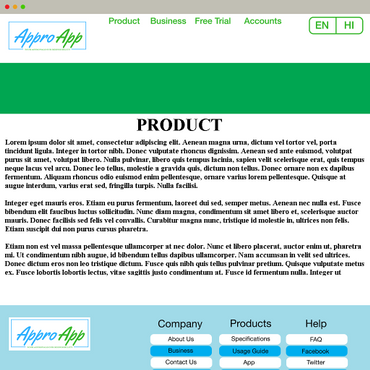 Appro App
Product Business Free Trial Accounts
EN HI
PRODUCT
Lorem ipsum dolor sit amet, consectetur adipiscing elit. Aenean magna urna, dictum vel tortor vel, porta
tincidunt ligula. Integer in tortor nibh. Donec vulputate rhoncus dignissim. Aenean sed ante euismod, volutpat
purus sit amet, volutpat libero. Nulla pulvinar, libero quis tempus lacinia, sapien velit scelerisque erat, quis tempus
neque lacus vel arcu. Donec leo tellus, molestie a gravida quis, dictum non tellus. Donec ornare non ex dapibus
fermentum. Aliquam rhoncus odio euismod enim pellentesque, ornare varius lorem pellentesque. Quisque at
augue interdum, varius erat sed, fringilla turpis. Nulla facilisi.
Integer eget mauris eros. Etiam eu purus fermentum, laoreet dui sed, semper metus. Aenean nec nulla est. Fusce
bibendum elit faucibus luctus sollicitudin. Nunc diam magna, condimentum sit amet libero et, scelerisque auctor
mauris. Donec facilisis sed felis vel convallis. Curabitur magna nunc, tristique id molestie in, ultrices non felis.
Etiam suscipit dui non purus cursus pharetra.
Etiam non est vel massa pellentesque ullamcorper at nec dolor. Nunc et libero placerat, auctor enim ut, pharetra
mi. Ut condimentum nibh augue, id bibendum tellus dapibus ullamcorper. Nam accumsan in velit sed ultrices.
Donec dictum eros non leo tristique dictum. Fusce quis nibh quis tellus pulvinar pretium. Quisque vulputate metus
ex. Fusce lobortis lobortis lectus, vitae sagittis justo condimentum at. Fusce id fermentum nulla. Integer ut
Appro App
Company Products Help
About Us Specifications FAQ
Business Usage Guide Facebook
Contact Us App Twitter